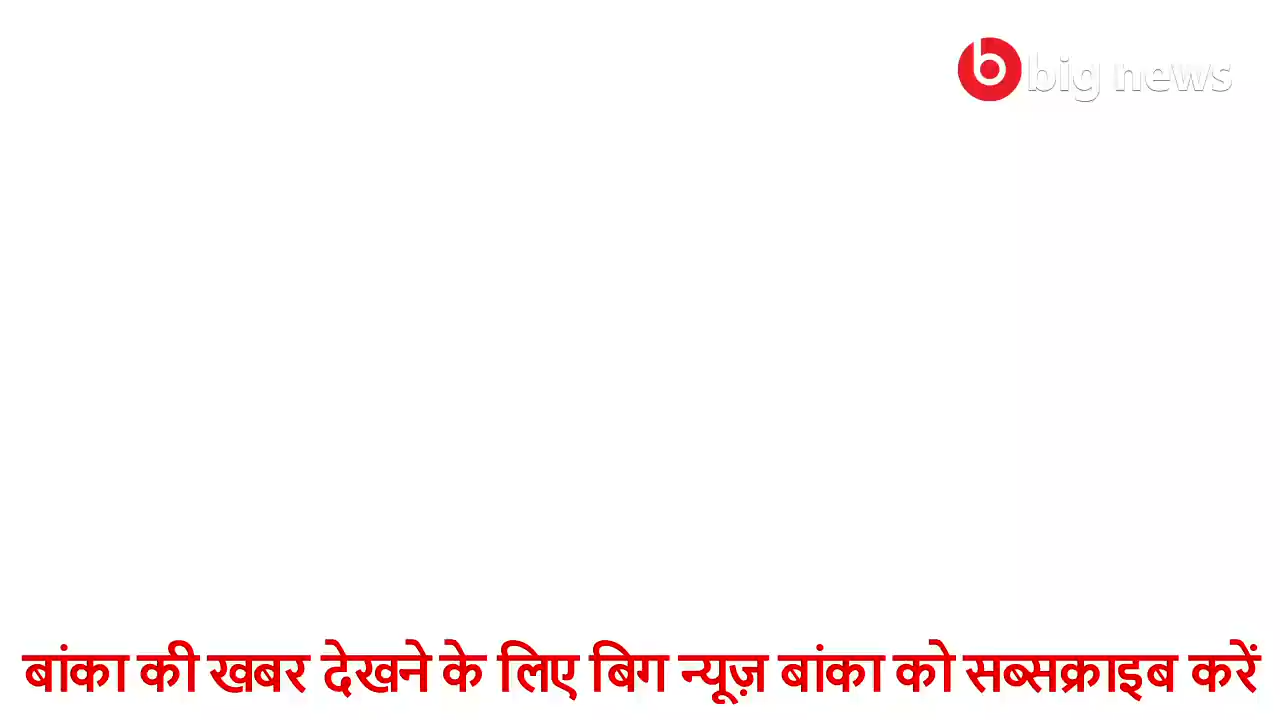 big news
बांका की खबर देखने के लिए बिग न्यूज़ बांका को सब्सक्राइब करें